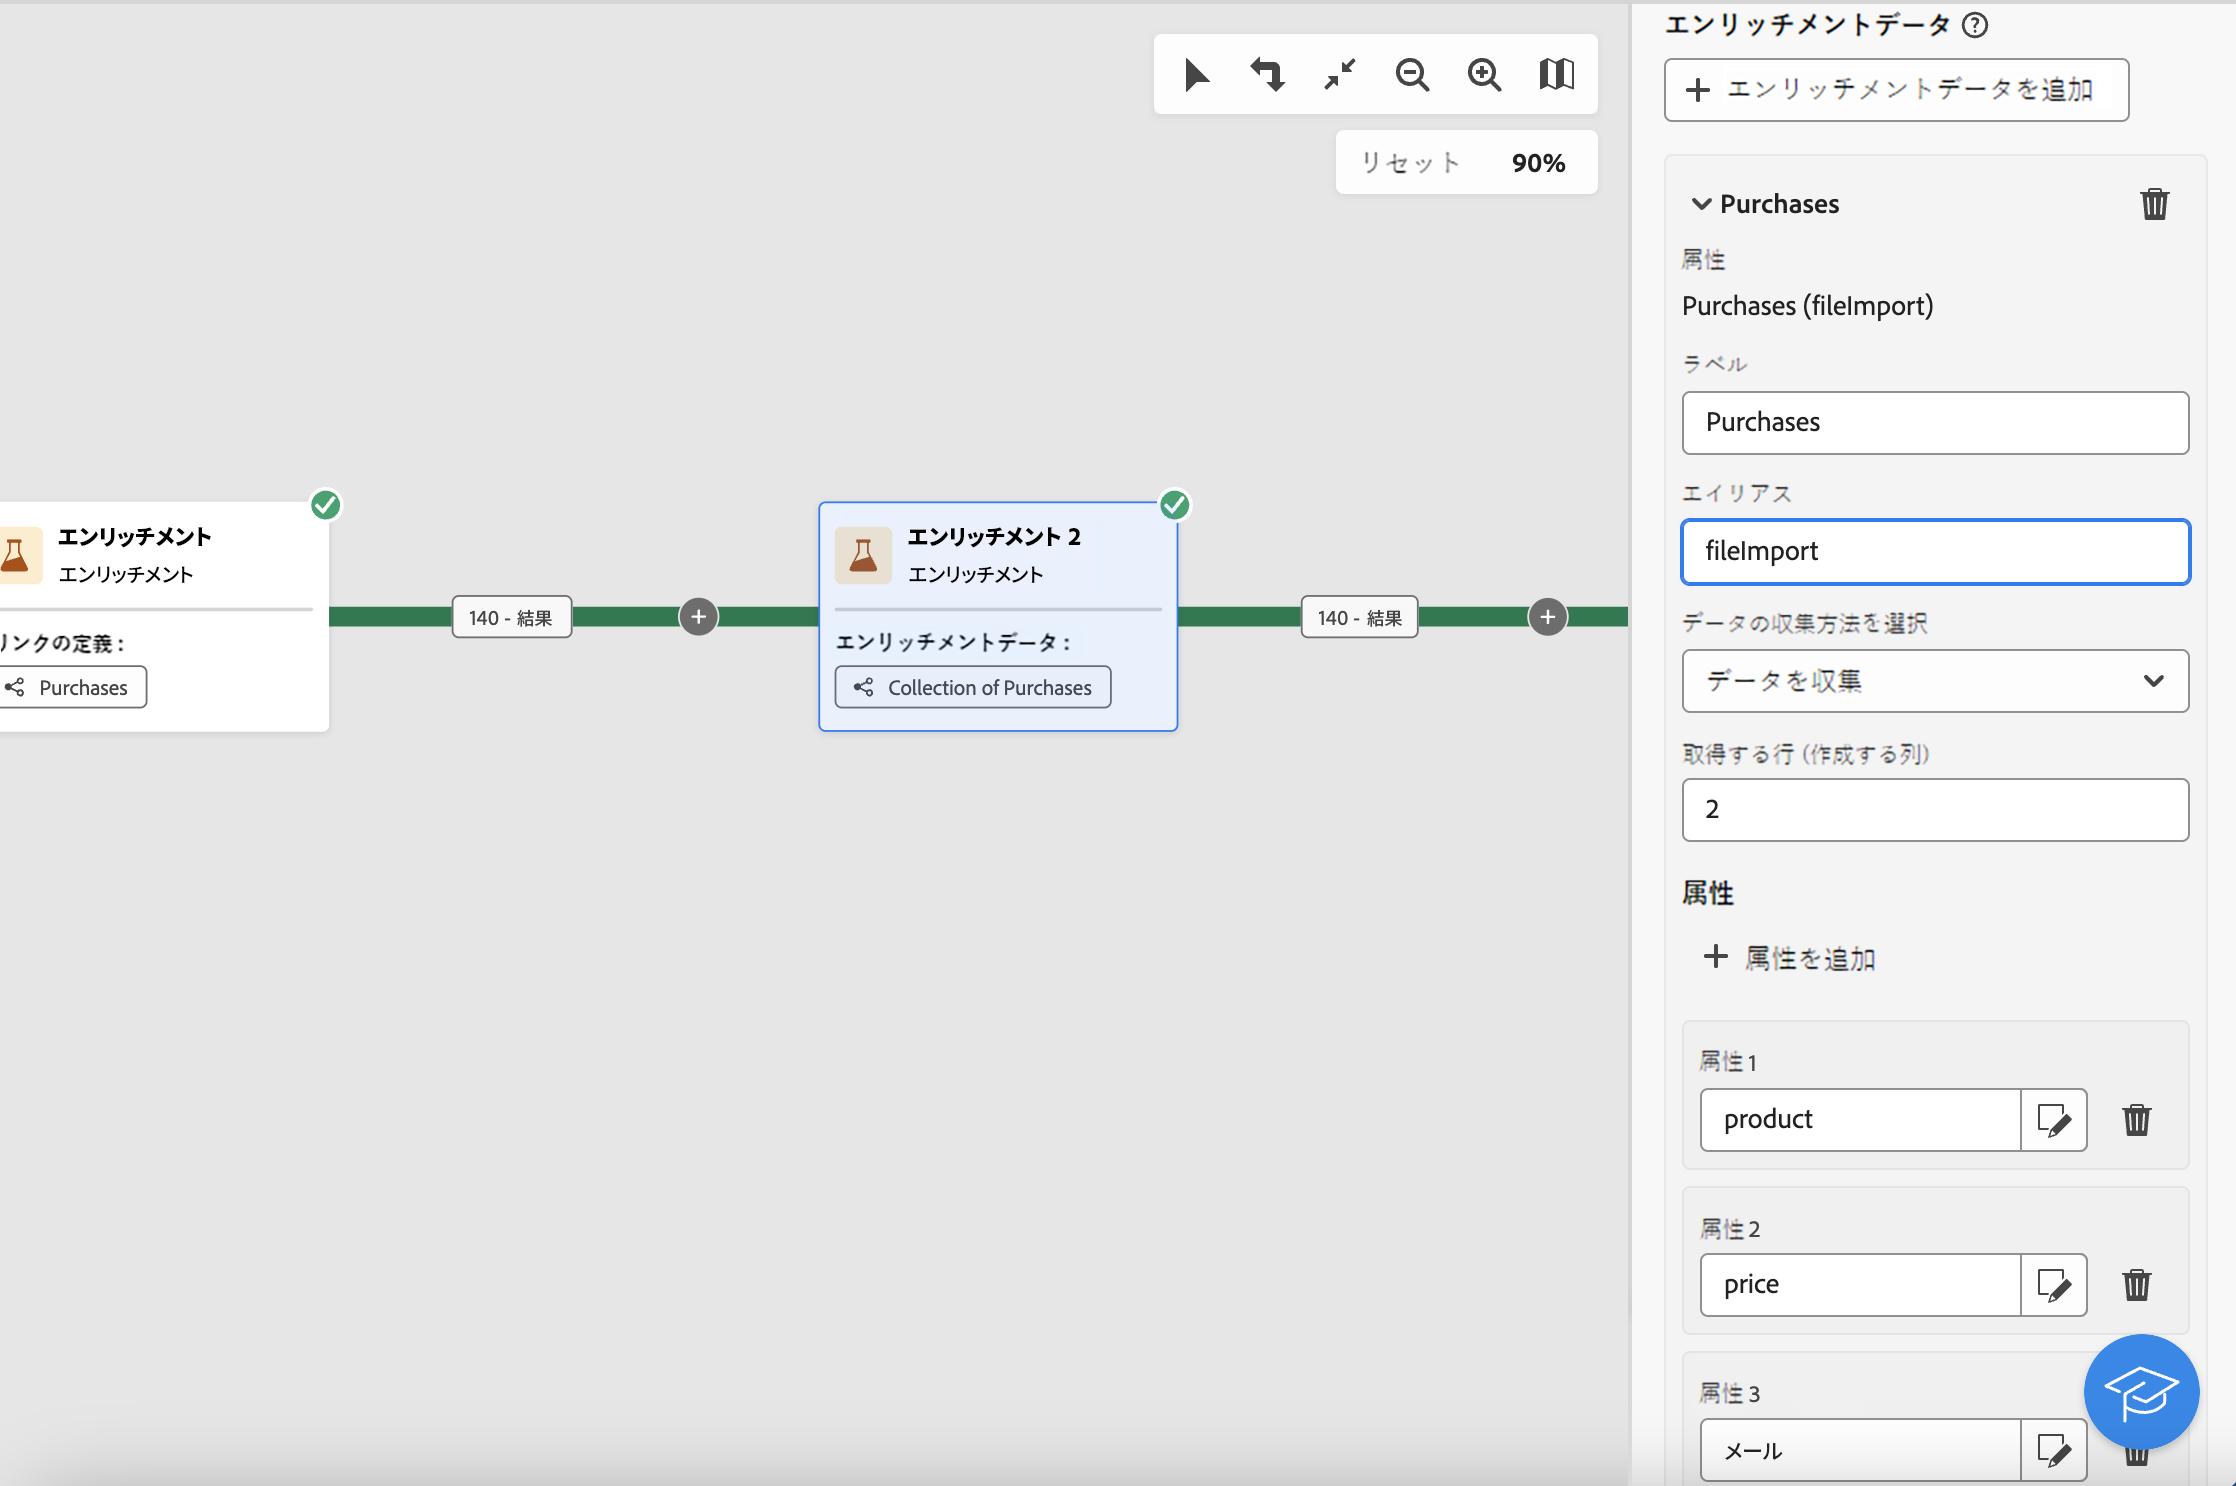 リセット 90%
エンリッチメント
エンリッチメント
リンクの定義 :
Purchases
140 - 結果
エンリッチメント 2
エンリッチメント
エンリッチメントデータ :
Collection of Purchases
140 - 結果
エンリッチメントデータ
エンリッチメントデータを追加
Purchases
属性
Purchases (fileImport)
ラベル
Purchases
エイリアス
fileImport
データの収集方法を選択
データを収集
取得する行 (作成する列)
2
属性
属性を追加
属性 1
product
属性 2
price
属性 3
メール